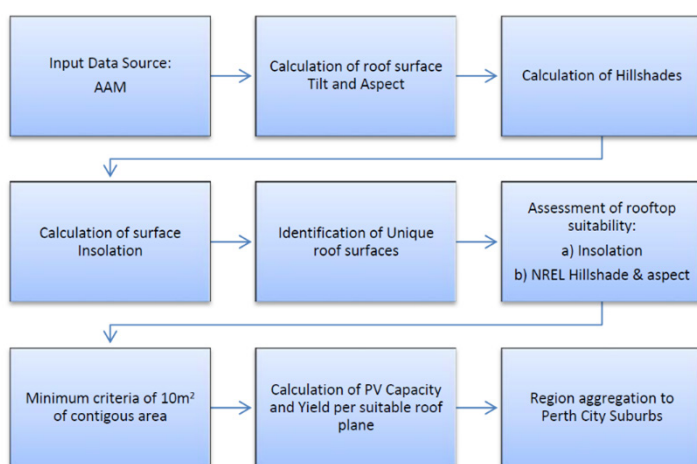 Input Data Source:
AAM
Calculation of roof surface
Tilt and Aspect
Calculation of Hillshades
Calculation of surface
Insolation
Identification of Unique
roof surfaces
Assessment of rooftop
suitability:
a) Insolation
b) NREL Hillshade & aspect
Minimum criteria of 10m²
of contigous area
Calculation of PV Capacity
and Yield per suitable roof
plane
Region aggregation to
Perth City Suburbs